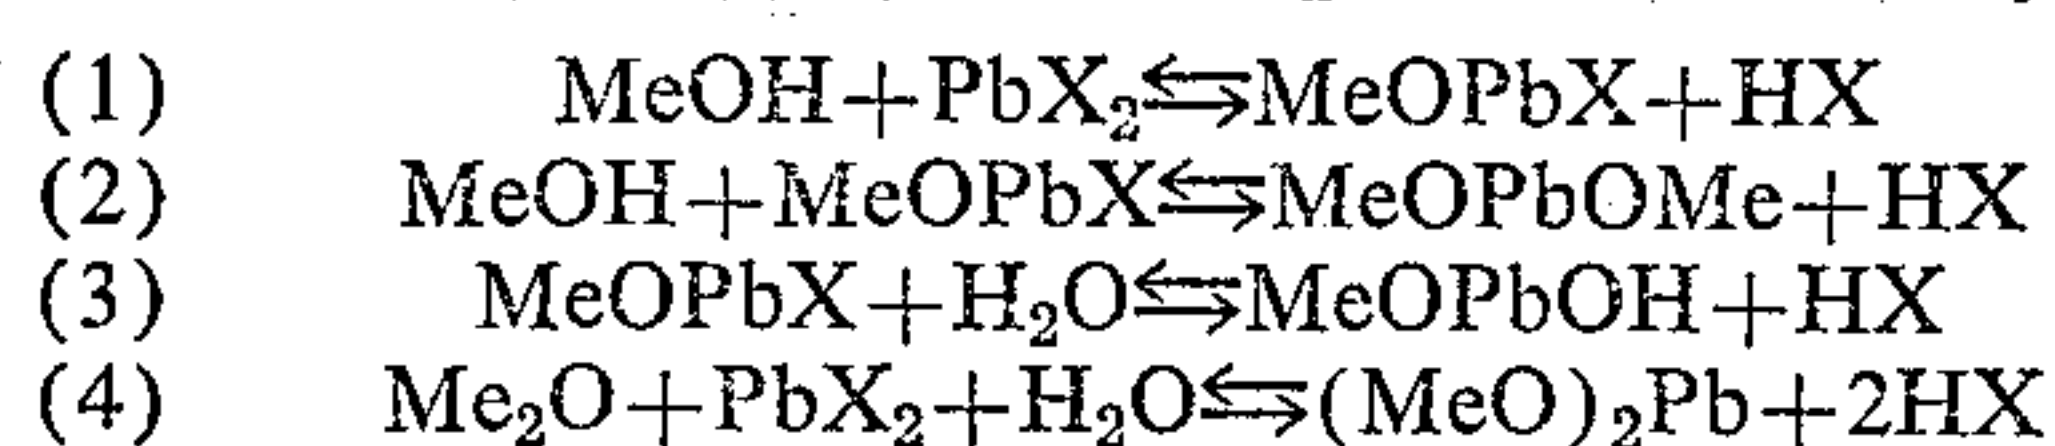 (1) MeOH+PbX₂⇆MeOPbX+HX
(2) MeOH+MeOPbX⇆MeOPbOMe+HX
(3) MeOPbX+H₂O⇆MeOPbOH+HX
(4) Me₂O+PbX₂+H₂O⇆(MeO)₂Pb+2HX